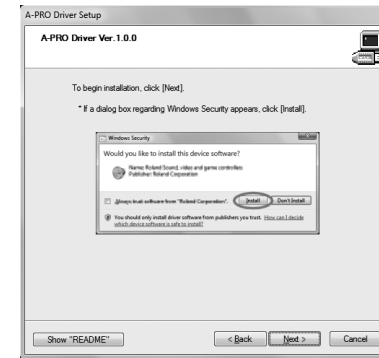 A-PRO Driver Setup
A-PRO Driver Ver.1.0.0
To begin installation, click [Next].
* If a dialog box regarding Windows Security appears, click [Install].
Windows Security
Would you like to install this device software?
Name: Roland Sound, video and game controllers
Publisher: Roland Corporation
Always trust software from "Roland Corporation".
Install
Don't Install
You should only install driver software from publishers you trust. How can I decide
which device software is safe to install?
Show "README"
< Back
Next >
Cancel